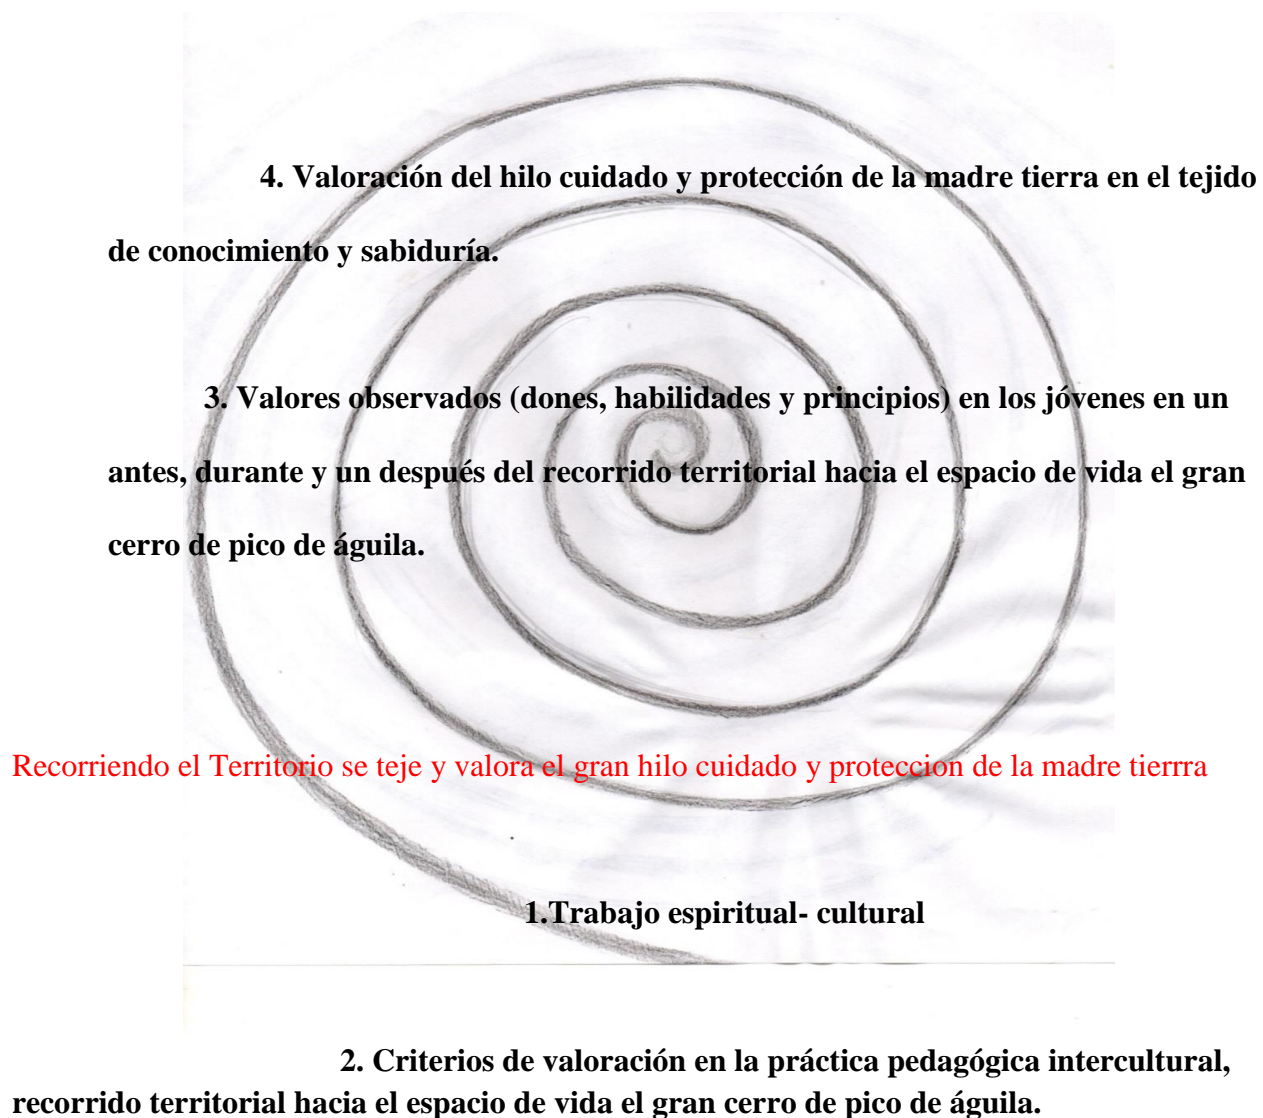 4. Valoración del hilo cuidado y protección de la madre tierra en el tejido
de conocimiento y sabiduría.
3. Valores observados (dones, habilidades y principios) en los jóvenes en un
antes, durante y un después del recorrido territorial hacia el espacio de vida el gran
cerro de pico de águila.
Recorriendo el Territorio se teje y valora el gran hilo cuidado y protección de la madre tierrra
1.Trabajo espiritual- cultural
2. Criterios de valoración en la práctica pedagógica intercultural,
recorrido territorial hacia el espacio de vida el gran cerro de pico de águila.